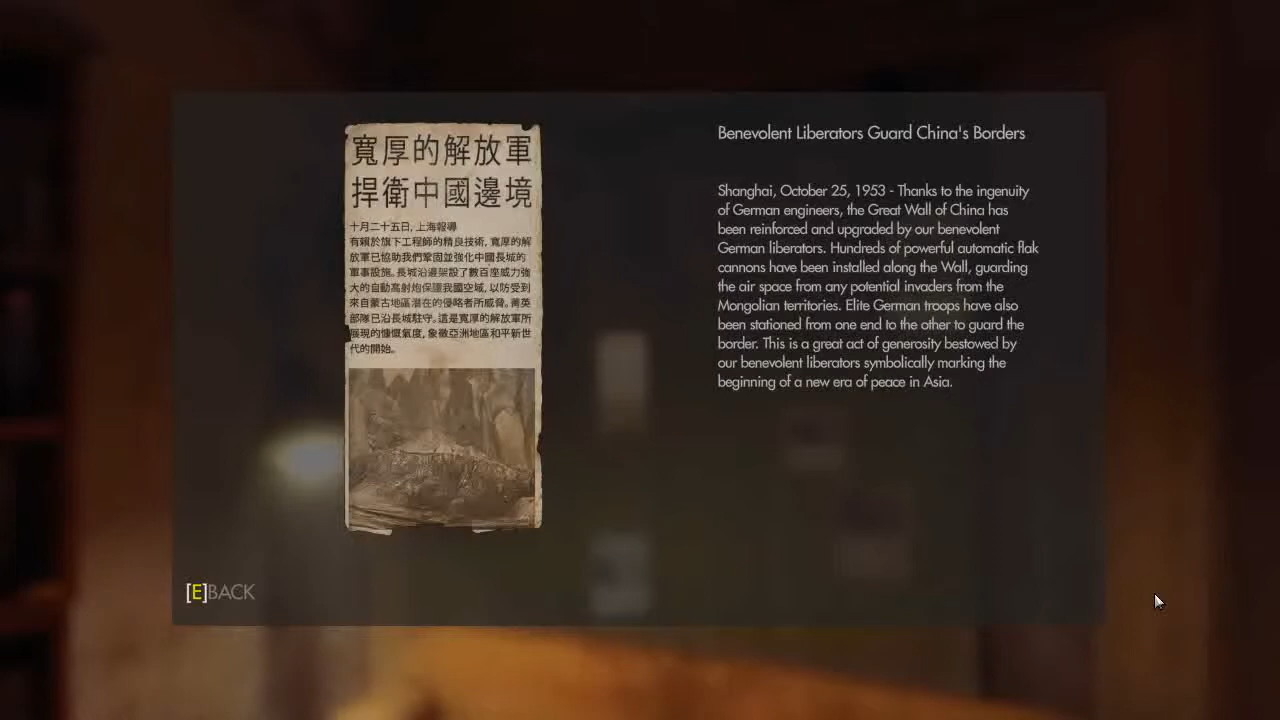 寬厚的解放軍
捍衛中國邊境
十月二十五日, 上海報導
有賴於旗下工程師的精良技術, 寬厚的解
放軍已協助我們鞏固並強化中國長城的
軍事設施。長城沿邊架設了數百座威力強
大的自動高射炮保護我國空域, 以防受到
來自蒙古地區潛在的侵略者所威脅。菁英
部隊已沿長城駐守。這是寬厚的解放軍所
展現的慷慨氣度, 象徵亞洲地區和平新世
代的開始。
Benevolent Liberators Guard China's Borders
Shanghai, October 25, 1953 - Thanks to the ingenuity
of German engineers, the Great Wall of China has
been reinforced and upgraded by our benevolent
German liberators. Hundreds of powerful automatic flak
cannons have been installed along the Wall, guarding
the air space from any potential invaders from the
Mongolian territories. Elite German troops have also
been stationed from one end to the other to guard the
border. This is a great act of generosity bestowed by
our benevolent liberators symbolically marking the
beginning of a new era of peace in Asia.
[E]BACK